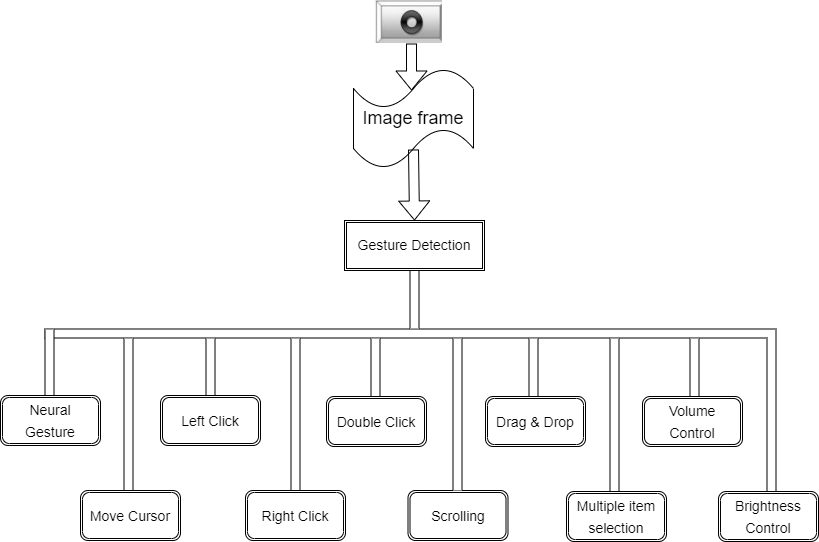 Image frame
Gesture Detection
Neural
Gesture
Left Click
Double Click
Drag & Drop
Volume
Control
Move Cursor
Right Click
Scrolling
Multiple item
selection
Brightness
Control